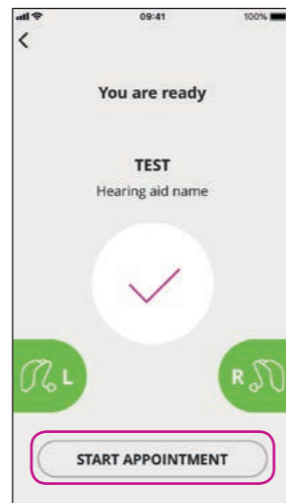 09:41
100%
You are ready
TEST
Hearing aid name
L
R
START APPOINTMENT